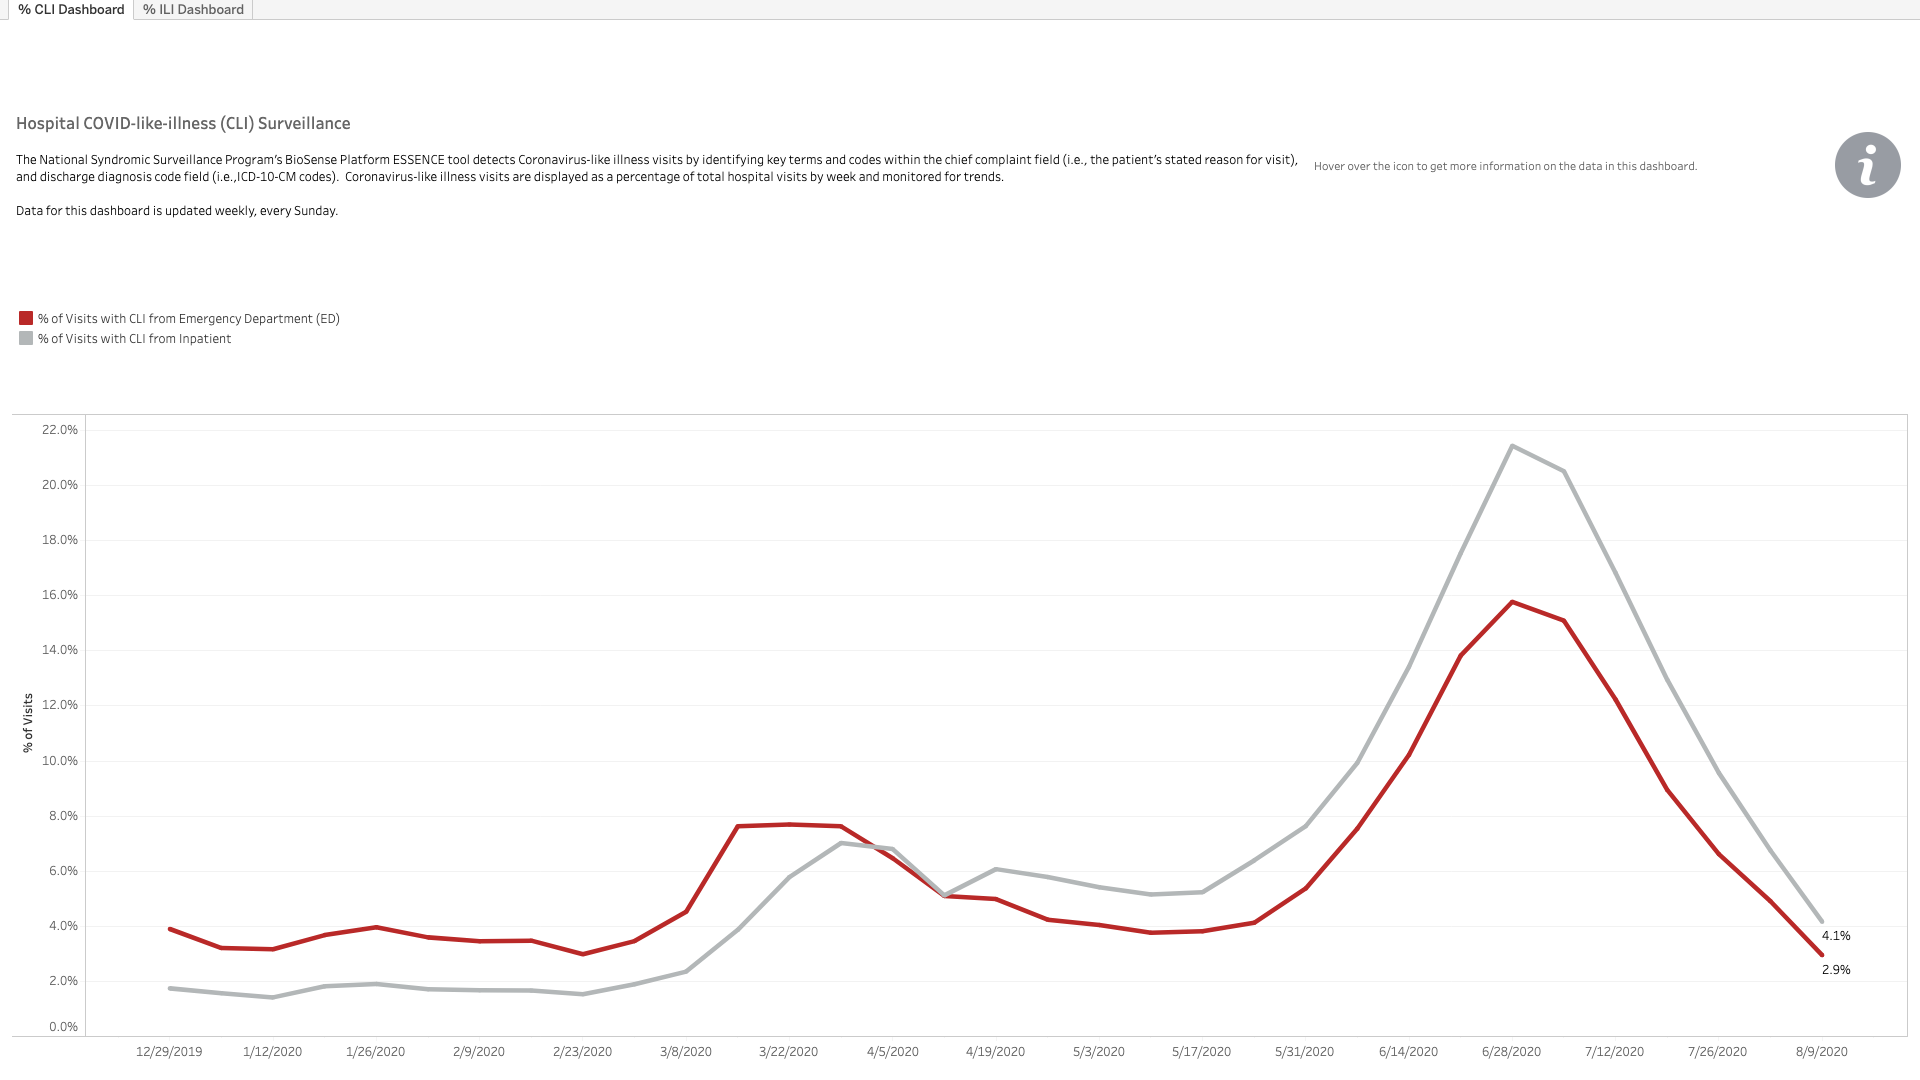 % CLI Dashboard
% ILI Dashboard
Hospital COVID-like-illness (CLI) Surveillance
The National Syndromic Surveillance Program's BioSense Platform ESSENCE tool detects Coronavirus-like illness visits by identifying key terms and codes within the chief complaint field (i.e., the patient's stated reason for visit),
and discharge diagnosis code field (i.e.,ICD-10-CM codes).  Coronavirus-like illness visits are displayed as a percentage of total hospital visits by week and monitored for trends.
Data for this dashboard is updated weekly, every Sunday.
Hover over the icon to get more information on the data in this dashboard.
i
% of Visits with CLI from Emergency Department (ED)
% of Visits with CLI from Inpatient
% of Visits
22.0%
20.0%
18.0%
16.0%
14.0%
12.0%
10.0%
8.0%
6.0%
4.0%
2.0%
0.0%
4.1%
2.9%
12/29/2019
1/12/2020
1/26/2020
2/9/2020
2/23/2020
3/8/2020
3/22/2020
4/5/2020
4/19/2020
5/3/2020
5/17/2020
5/31/2020
6/14/2020
6/28/2020
7/12/2020
7/26/2020
8/9/2020